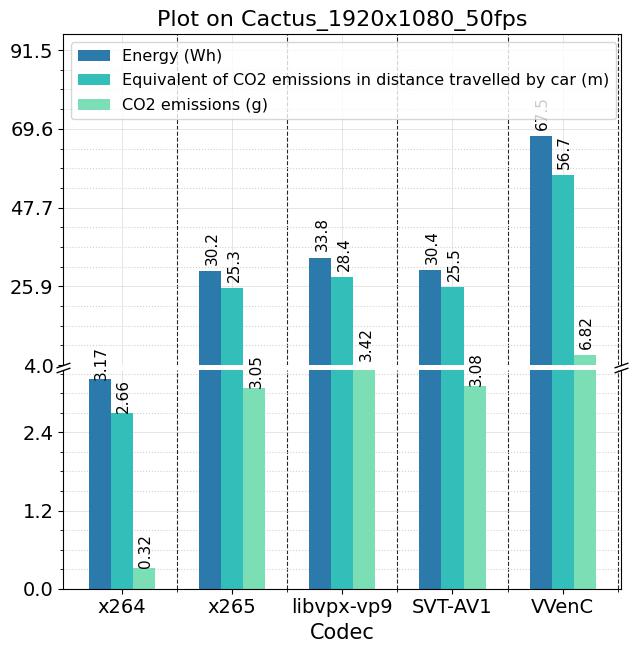 Plot on Cactus_1920x1080_50fps
91.5
69.6
47.7
25.9
4.0
2.4
1.2
0.0
Energy (Wh)
Equivalent of CO2 emissions in distance travelled by car (m)
CO2 emissions (g)
3.17
2.66
0.32
30.2
25.3
3.05
33.8
28.4
3.42
30.4
25.5
3.08
67.5
56.7
6.82
x264
x265
libvpx-vp9
SVT-AV1
VVenC
Codec